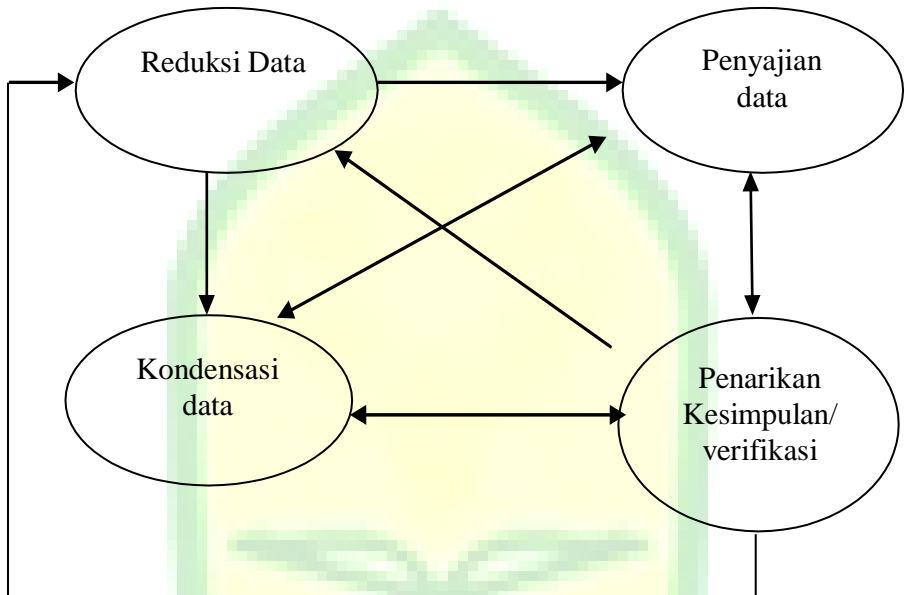 Reduksi Data
Penyajian
data
Kondensasi
data
Penarikan
Kesimpulan/
verifikasi